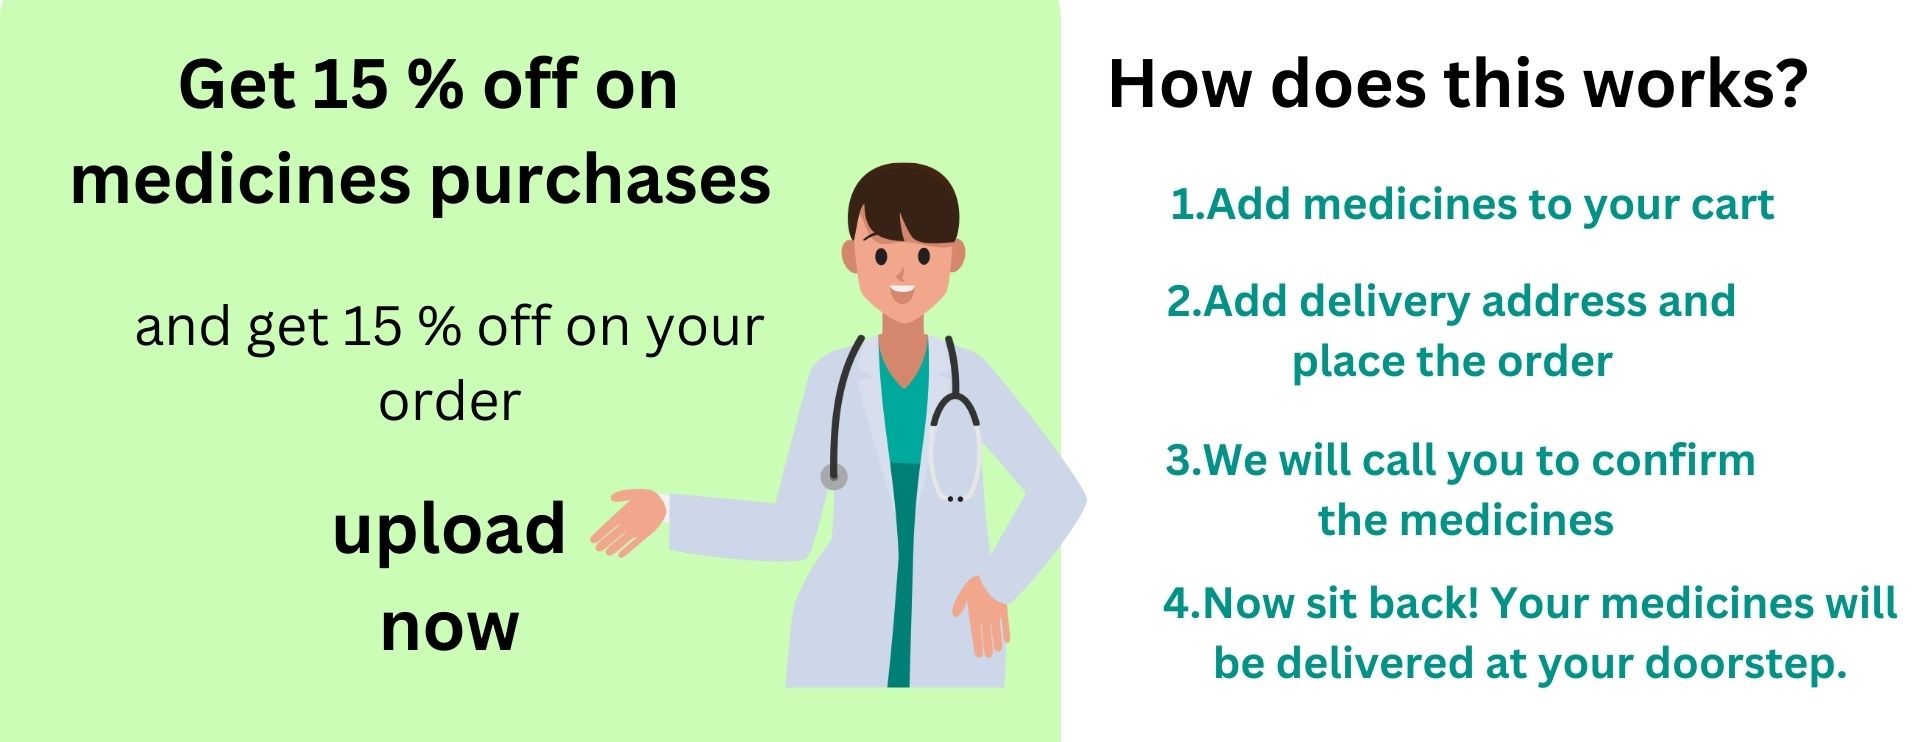 Get 15 % off on
medicines purchases
and get 15 % off on your
order
upload
now
How does this works?
1.Add medicines to your cart
2.Add delivery address and
place the order
3.We will call you to confirm
the medicines
4.Now sit back! Your medicines will
be delivered at your doorstep.